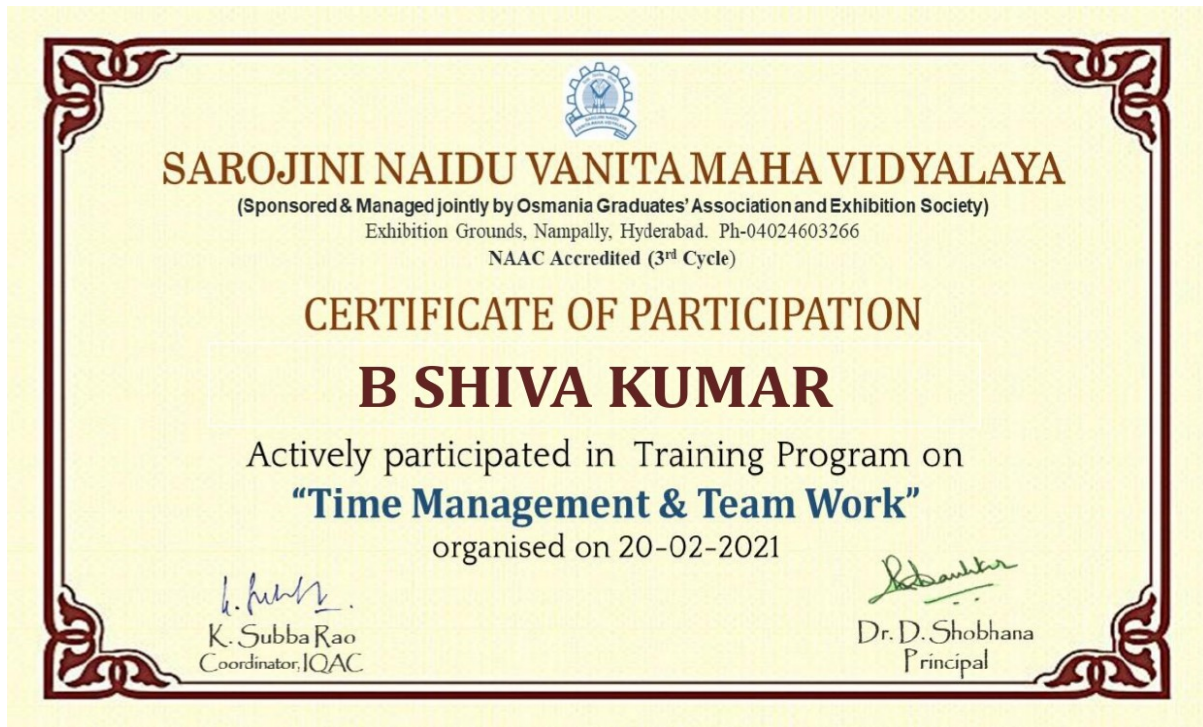 SAROJINI NAIDU VANITA MAHA VIDYALAYA
(Sponsored & Managed jointly by Osmania Graduates' Association and Exhibition Society)
Exhibition Grounds, Nampally, Hyderabad. Ph-04024603266
NAAC Accredited (3rd Cycle)
CERTIFICATE OF PARTICIPATION
B SHIVA KUMAR
Actively participated in Training Program on
“Time Management & Team Work”
organised on 20-02-2021
K. Subba Rao
Coordinator, IQAC
Dr. D. Shobhana
Principal